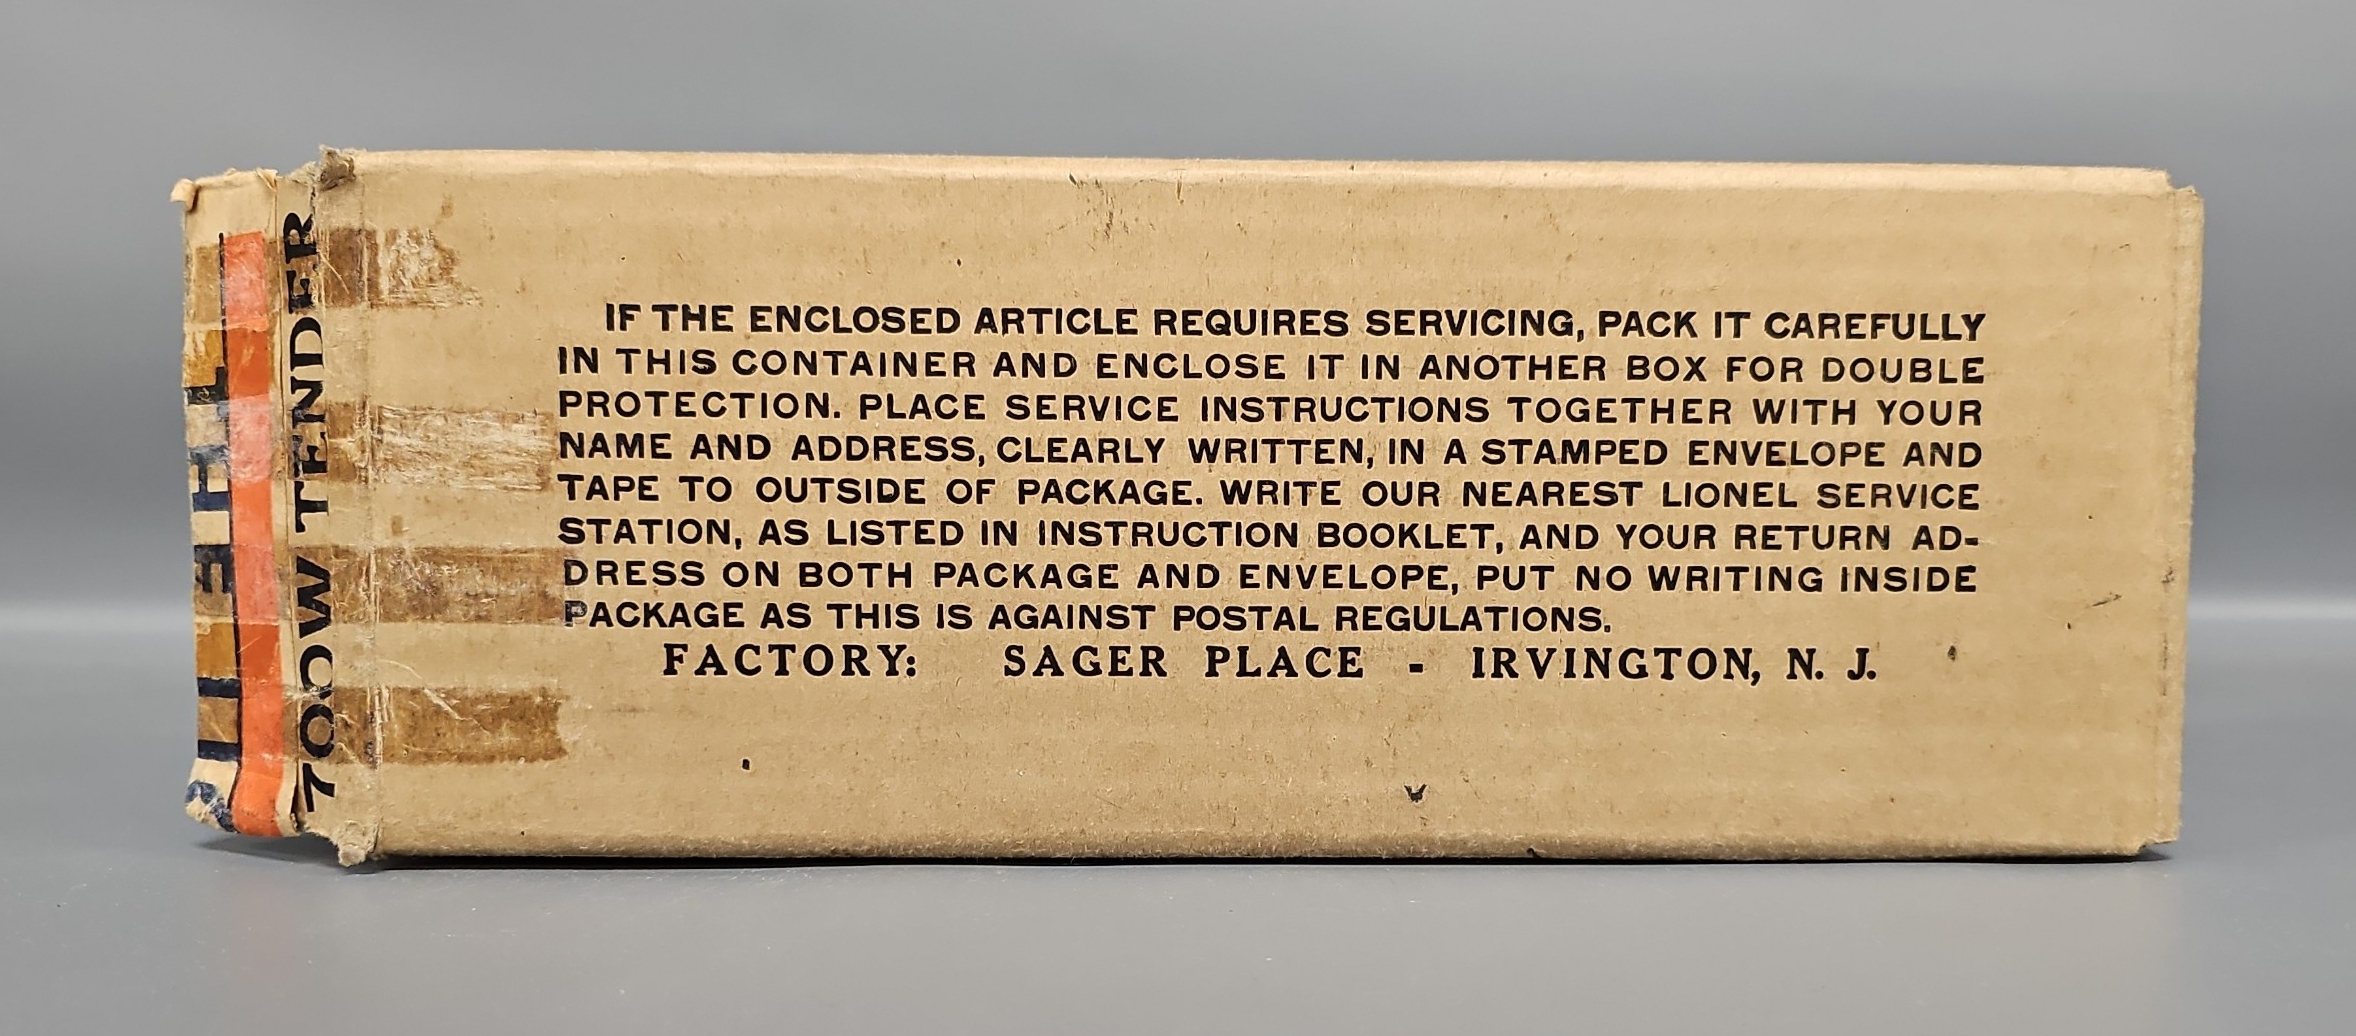 700W TENDER
IF THE ENCLOSED ARTICLE REQUIRES SERVICING, PACK IT CAREFULLY
IN THIS CONTAINER AND ENCLOSE IT IN ANOTHER BOX FOR DOUBLE
PROTECTION. PLACE SERVICE INSTRUCTIONS TOGETHER WITH YOUR
NAME AND ADDRESS, CLEARLY WRITTEN, IN A STAMPED ENVELOPE AND
TAPE TO OUTSIDE OF PACKAGE. WRITE OUR NEAREST LIONEL SERVICE
STATION, AS LISTED IN INSTRUCTION BOOKLET, AND YOUR RETURN AD-
DRESS ON BOTH PACKAGE AND ENVELOPE, PUT NO WRITING INSIDE
PACKAGE AS THIS IS AGAINST POSTAL REGULATIONS.
FACTORY: SAGER PLACE - IRVINGTON, N. J.